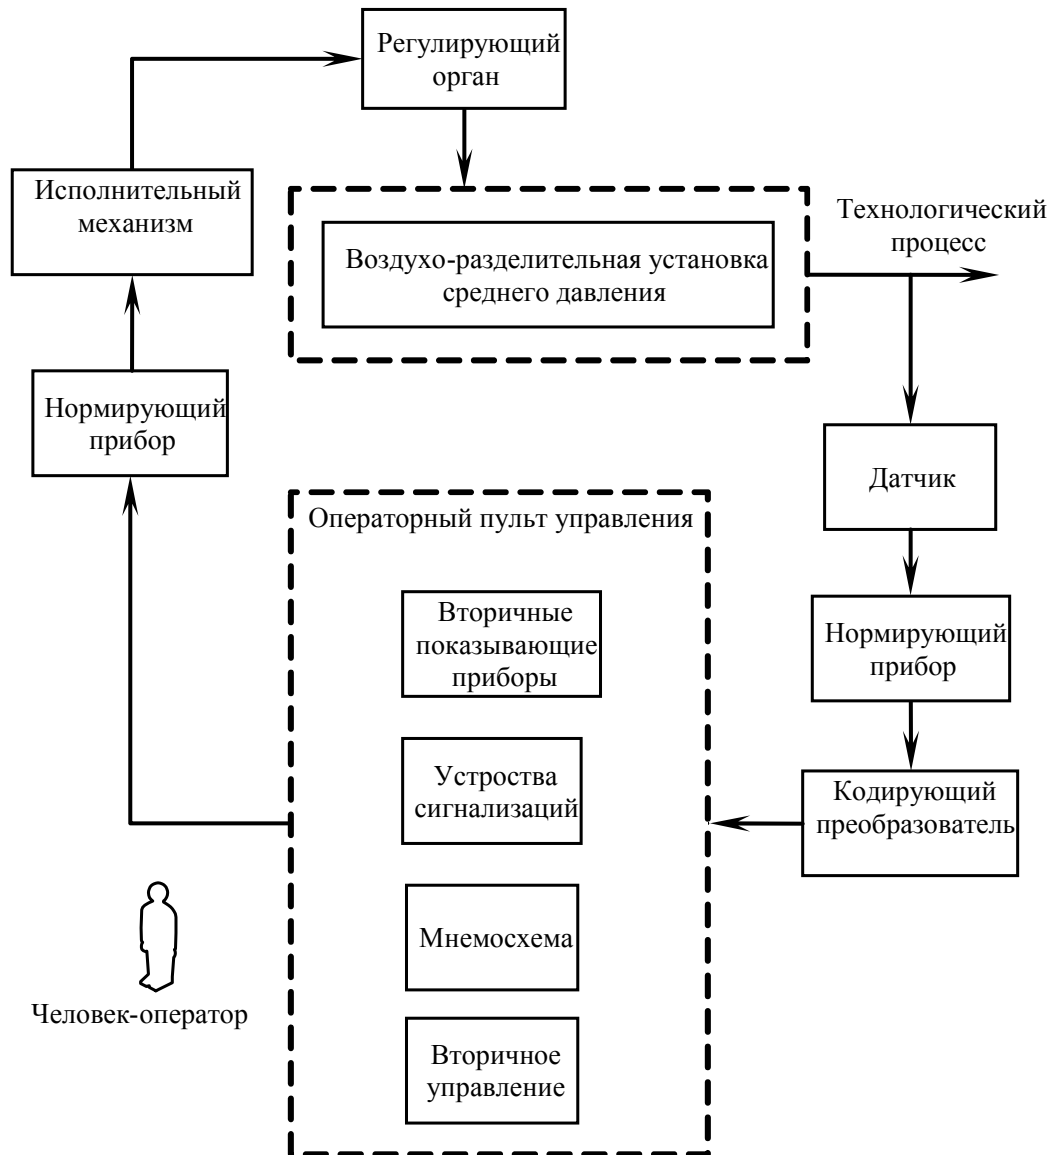 Регулирующий
орган
Исполнительный
механизм
Технологический
процесс
Воздухо-разделительная установка
среднего давления
Нормирующий
прибор
Датчик
Операторный пульт управления
Вторичные
показывающие
приборы
Нормирующий
прибор
Устроства
сигнализаций
Кодирующий
преобразователь
Мнемосхема
Человек-оператор
Вторичное
управление